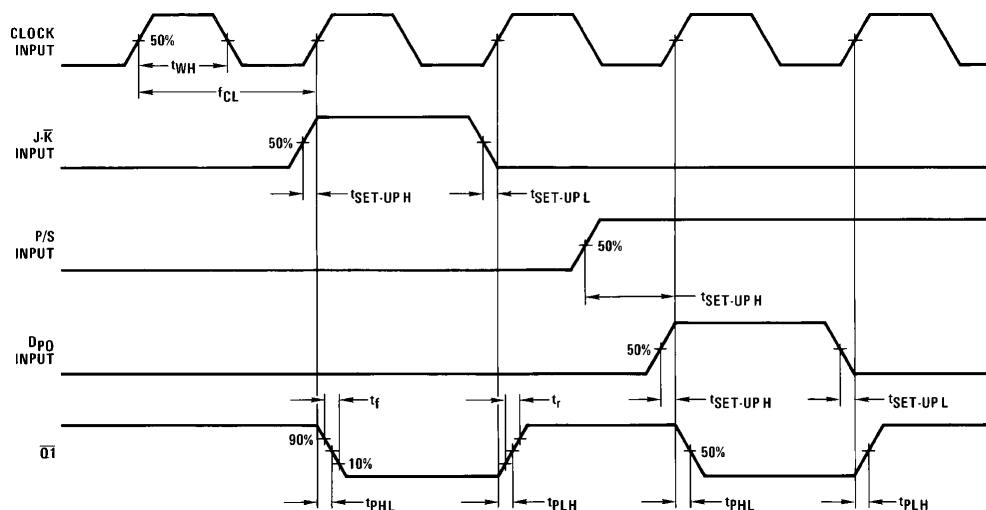 CLOCK
INPUT
50%
tWH
fCL
J-K̅
INPUT
50%
tSET-UP H
tSET-UP L
P/S
INPUT
50%
tSET-UP H
DP0
INPUT
50%
tSET-UP H
tSET-UP L
tf
tr
90%
Q̅1̅
10%
50%
tPHL
tPLH
tPHL
tPLH